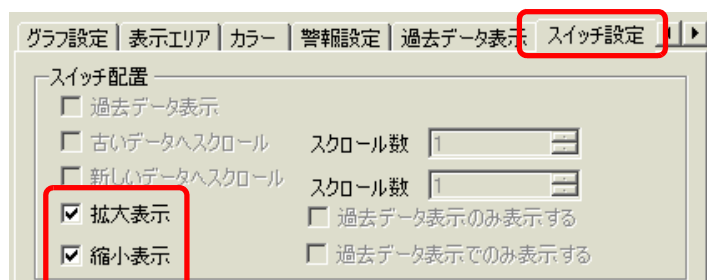 グラフ設定 表示エリア カラー 警報設定 過去データ表示 スイッチ設定
スイッチ配置
過去データ表示
古いデータへスクロール スクロール数 1
新しいデータへスクロール スクロール数 1
拡大表示 過去データ表示のみ表示する
縮小表示 過去データ表示でのみ表示する